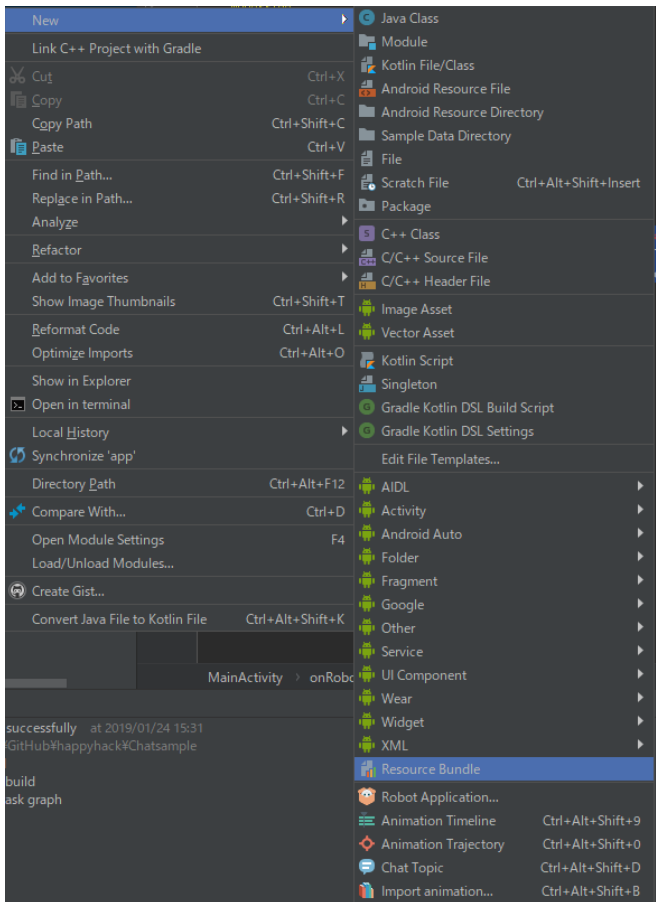 New
Link C++ Project with Gradle
Cut Ctrl+X
Copy Ctrl+C
Copy Path Ctrl+Shift+C
Paste Ctrl+V
Find in Path... Ctrl+Shift+F
Replace in Path... Ctrl+Shift+R
Analyze
Refactor
Add to Favorites
Show Image Thumbnails Ctrl+Shift+T
Reformat Code Ctrl+Alt+L
Optimize Imports Ctrl+Alt+O
Show in Explorer
Open in terminal
Local History
Synchronize 'app'
Directory Path Ctrl+Alt+F12
Compare With... Ctrl+D
Open Module Settings F4
Load/Unload Modules...
Create Gist...
Convert Java File to Kotlin File Ctrl+Alt+Shift+K
Java Class
Module
Kotlin File/Class
Android Resource File
Android Resource Directory
Sample Data Directory
File
Scratch File Ctrl+Alt+Shift+Insert
Package
C++ Class
C/C++ Source File
C/C++ Header File
Image Asset
Vector Asset
Kotlin Script
Singleton
Gradle Kotlin DSL Build Script
Gradle Kotlin DSL Settings
Edit File Templates...
AIDL
Activity
Android Auto
Folder
Fragment
Google
Other
Service
UI Component
Wear
Widget
XML
Resource Bundle
Robot Application...
Animation Timeline Ctrl+Alt+Shift+9
Animation Trajectory Ctrl+Alt+Shift+0
Chat Topic Ctrl+Alt+Shift+D
Import animation... Ctrl+Alt+Shift+B
MainActivity › onRobo
successfully at 2019/01/24 15:31
¥GitHub¥happyhack¥Chatsample
build
ask graph